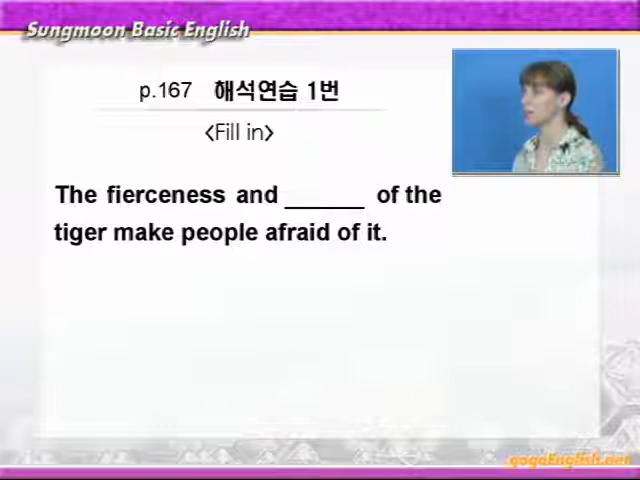 Sungmoon Basic English
p.167 해석연습 1번
<Fill in>
The fierceness and ______ of the
tiger make people afraid of it.
gogoEnglish.net